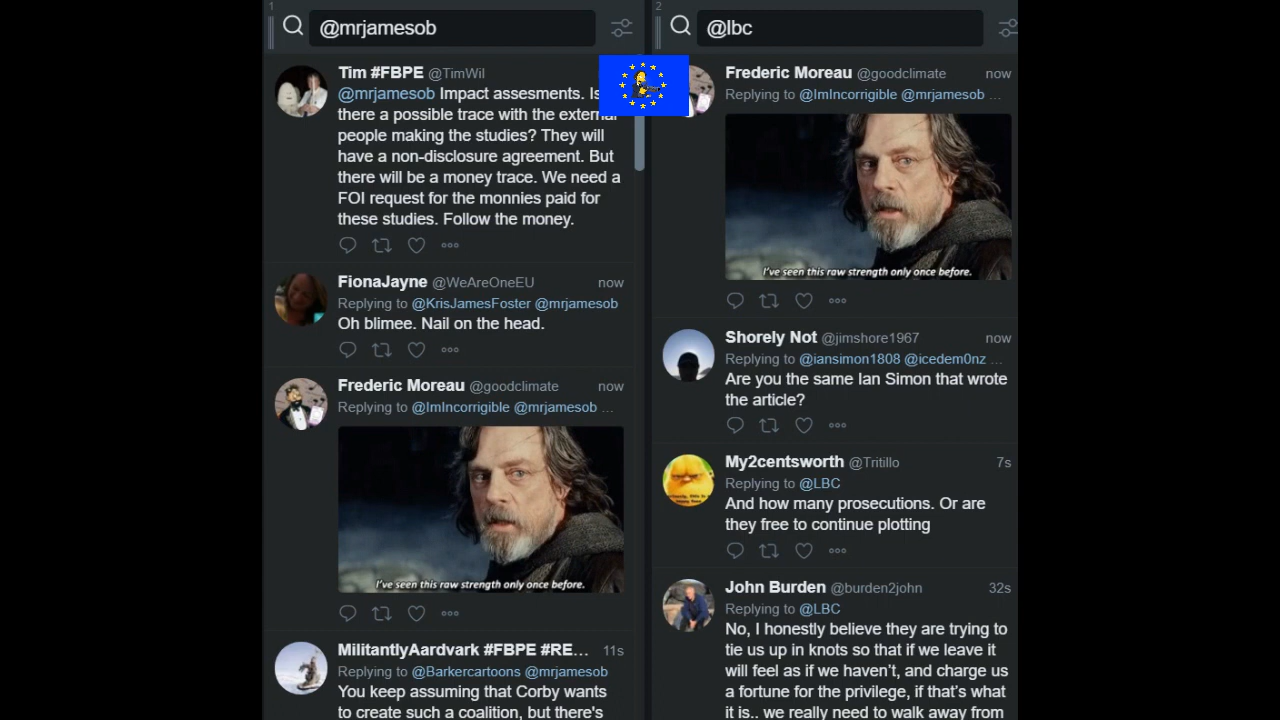 1
@mrjamesob
Tim #FBPE @TimWil
@mrjamesob Impact assesments. Is
there a possible trace with the external
people making the studies? They will
have a non-disclosure agreement. But
there will be a money trace. We need a
FOI request for the monnies paid for
these studies. Follow the money.
FionaJayne @WeAreOneEU now
Replying to @KrisJamesFoster @mrjamesob
Oh blimee. Nail on the head.
Frederic Moreau @goodclimate now
Replying to @ImIncorrigible @mrjamesob ...
I've seen this raw strength only once before.
MilitantlyAardvark #FBPE #RE... 11s
Replying to @Barkercartoons @mrjamesob
You keep assuming that Corby wants
to create such a coalition, but there's
2
@lbc
Frederic Moreau @goodclimate now
Replying to @ImIncorrigible @mrjamesob ...
I've seen this raw strength only once before.
Shorely Not @jimshore1967 now
Replying to @iansimon1808 @icedem0nz ...
Are you the same Ian Simon that wrote
the article?
My2centsworth @Tritillo 7s
Replying to @LBC
And how many prosecutions. Or are
they free to continue plotting
John Burden @burden2john 32s
Replying to @LBC
No, I honestly believe they are trying to
tie us up in knots so that if we leave it
will feel as if we haven't, and charge us
a fortune for the privilege, if that's what
it is.. we really need to walk away from